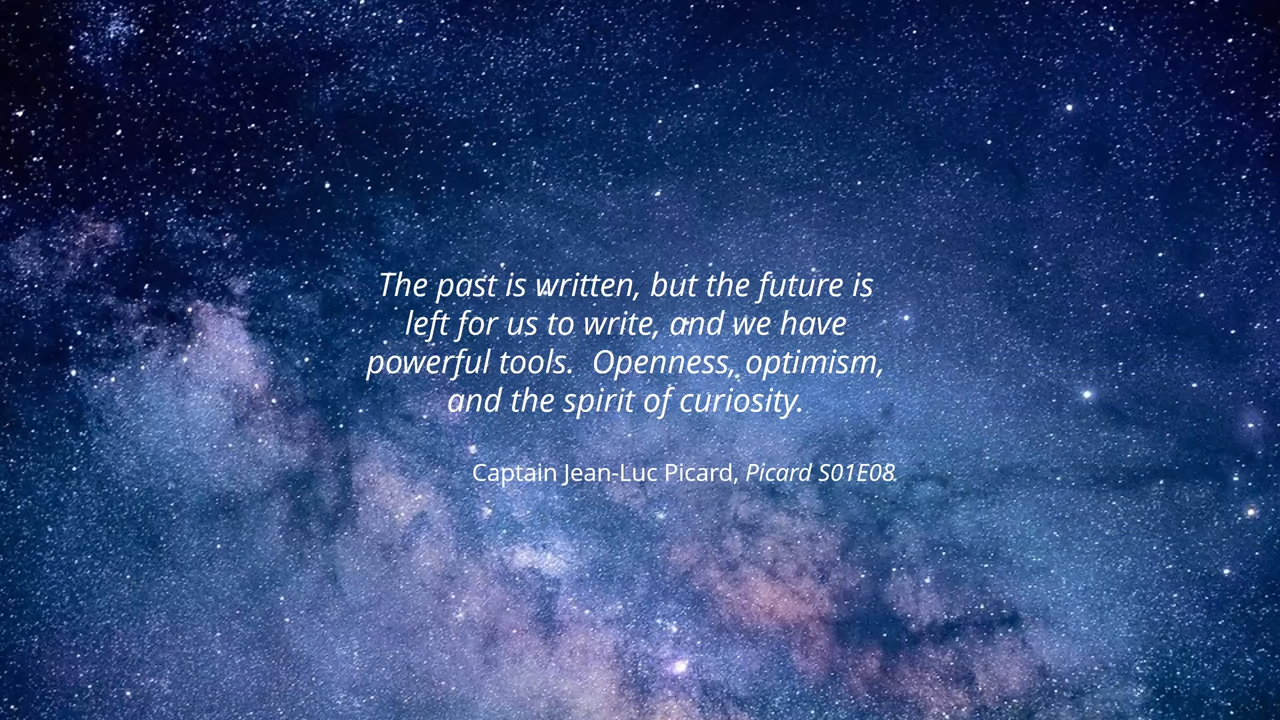 The past is written, but the future is
left for us to write, and we have
powerful tools.  Openness, optimism,
and the spirit of curiosity.
Captain Jean-Luc Picard, Picard S01E08.